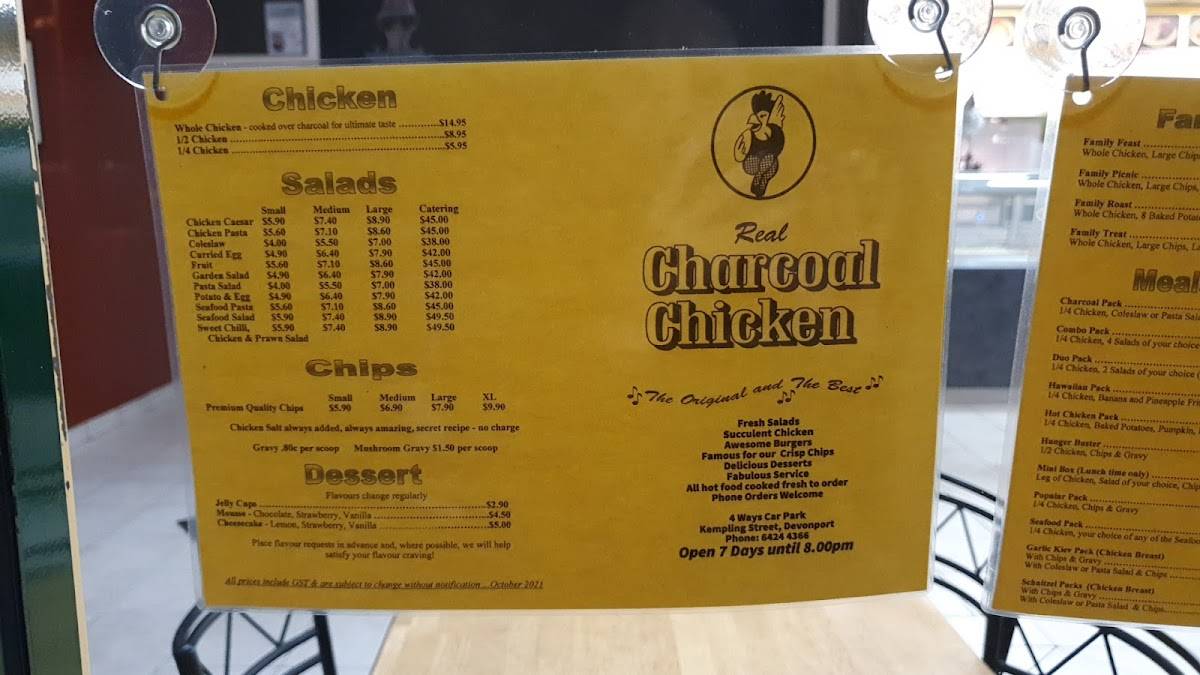 Chicken
Whole Chicken - cooked over charcoal for ultimate taste ..............$14.95
1/2 Chicken ..............$8.95
1/4 Chicken ..............$5.95
Salads
Small Medium Large Catering
Chicken Caesar $5.90 $7.40 $8.90 $45.00
Chicken Pasta $5.60 $7.10 $8.60 $45.00
Coleslaw $4.00 $5.50 $7.00 $38.00
Curried Egg $4.90 $6.40 $7.90 $42.00
Fruit $5.60 $7.10 $8.60 $45.00
Garden Salad $4.90 $6.40 $7.90 $42.00
Pasta Salad $4.00 $5.50 $7.00 $38.00
Potato & Egg $4.90 $6.40 $7.90 $42.00
Seafood Pasta $5.60 $7.10 $8.60 $45.00
Seafood Salad $5.90 $7.40 $8.90 $49.50
Sweet Chilli, $5.90 $7.40 $8.90 $49.50
Chicken & Prawn Salad
Chips
Small Medium Large XL
Premium Quality Chips $5.90 $6.90 $7.90 $9.90
Chicken Salt always added, always amazing, secret recipe - no charge
Gravy .80c per scoop Mushroom Gravy $1.50 per scoop
Dessert
Flavours change regularly
Jelly Cups ..............$2.90
Mousse - Chocolate, Strawberry, Vanilla ..............$4.50
Cheesecake - Lemon, Strawberry, Vanilla ..............$5.00
Place flavour requests in advance and, where possible, we will help
satisfy your flavour craving!
All prices include GST & are subject to change without notification .. October 2021
Real
Charcoal
Chicken
The Original and The Best
Fresh Salads
Succulent Chicken
Awesome Burgers
Famous for our Crisp Chips
Delicious Desserts
Fabulous Service
All hot food cooked fresh to order
Phone Orders Welcome
4 Ways Car Park
Kempling Street, Devonport
Phone: 6424 4366
Open 7 Days until 8.00pm
Family Feast
Whole Chicken, Large Chips
Family Picnic
Whole Chicken, Large Chips,
Family Roast
Whole Chicken, 8 Baked
Family Treat
Whole Chicken, Large Chips,
Charcoal Pack
1/4 Chicken, Coleslaw or Pasta
Combo Pack
1/4 Chicken, 4 Salads of your choice
Duo Pack
1/4 Chicken, 2 Salads of your choice
Hawaiian Pack
1/4 Chicken, Banana and Pineapple
Hot Chicken Pack
1/4 Chicken, Baked Potatoes, Pumpkin,
Hunger Buster
1/2 Chicken, Chips & Gravy
Mini Box (Lunch time only)
Leg of Chicken, Salad of your choice,
Popular Pack
1/4 Chicken, Chips & Gravy
Seafood Pack
1/4 Chicken, your choice of any of the
Garlic Kiev Pack (Chicken Breast)
With Chips & Gravy
With Coleslaw or Pasta Salad & Chips
Schnitzel Packs (Chicken Breast)
With Chips & Gravy
With Coleslaw or Pasta Salad & Chips